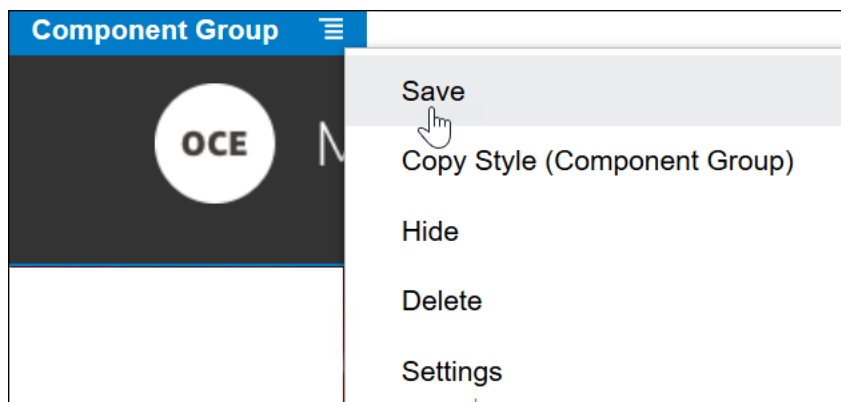 Component Group
Save
OCE
Copy Style (Component Group)
Hide
Delete
Settings